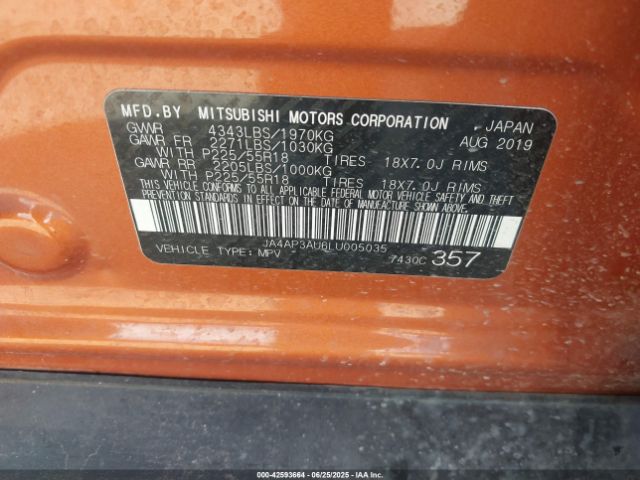 MFD.BY MITSUBISHI MOTORS CORPORATION JAPAN
GVWR 4343LBS/1970KG AUG 2019
GAWR FR 2271LBS/1030KG
WITH P225/55R18 TIRES 18X7.0J RIMS
GAWR RR 2205LBS/1000KG
WITH P225/55R18 TIRES 18X7.0J RIMS
THIS VEHICLE CONFORMS TO ALL APPLICABLE FEDERAL MOTOR VEHICLE SAFETY AND THEFT
PREVENTION STANDARDS IN EFFECT ON THE DATE OF MANUFACTURE SHOWN ABOVE.
JA4AP3AU6LU005035
VEHICLE TYPE: MPV 7430C 357
000-42593664 - 06/25/2025 - IAAI.COM